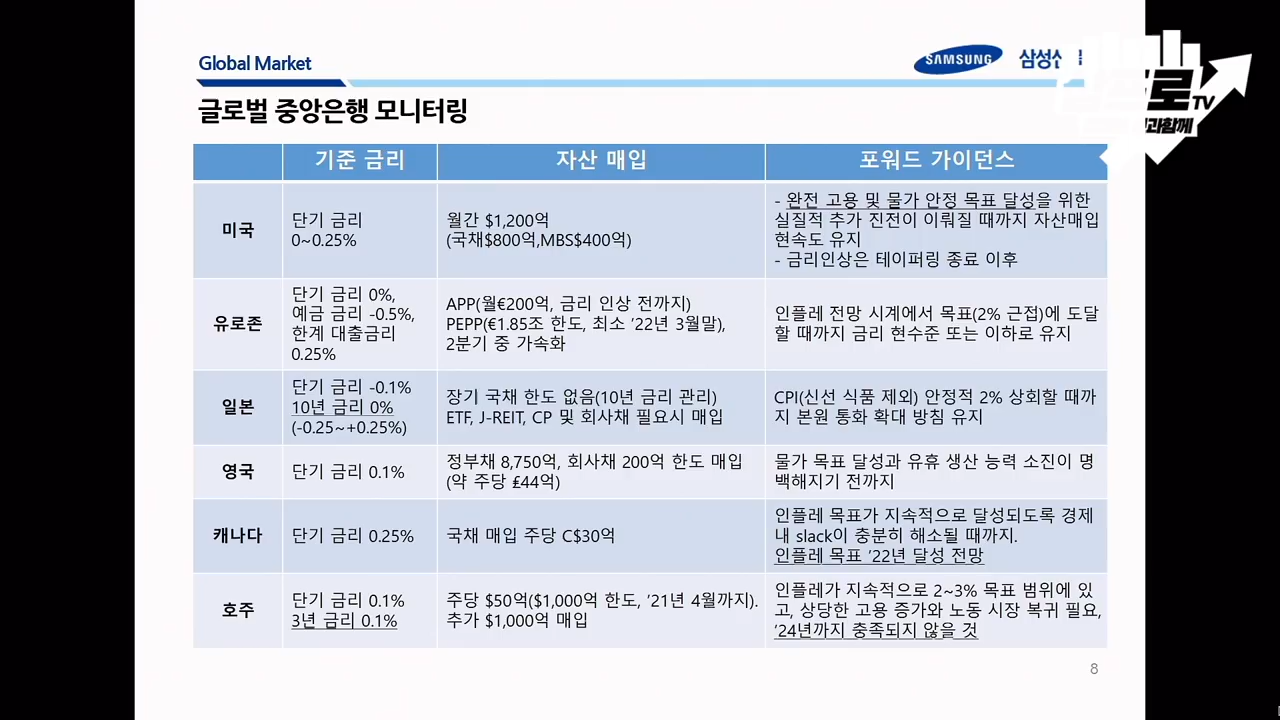 Global Market
SAMSUNG
글로벌 중앙은행 모니터링
기준 금리
자산 매입
포워드 가이던스
미국
단기 금리
0~0.25%
월간 $1,200억
(국채$800억,MBS$400억)
- 완전 고용 및 물가 안정 목표 달성을 위한
실질적 추가 진전이 이뤄질 때까지 자산매입
현속도 유지
- 금리인상은 테이퍼링 종료 이후
유로존
단기 금리 0%,
예금 금리 -0.5%,
한계 대출금리
0.25%
APP(월€200억, 금리 인상 전까지)
PEPP(€1.85조 한도, 최소 ’22년 3월말),
2분기 중 가속화
인플레 전망 시계에서 목표(2% 근접)에 도달
할 때까지 금리 현수준 또는 이하로 유지
일본
단기 금리 -0.1%
10년 금리 0%
(-0.25~+0.25%)
장기 국채 한도 없음(10년 금리 관리)
ETF, J-REIT, CP 및 회사채 필요시 매입
CPI(신선 식품 제외) 안정적 2% 상회할 때까
지 본원 통화 확대 방침 유지
영국
단기 금리 0.1%
정부채 8,750억, 회사채 200억 한도 매입
(약 주당 £44억)
물가 목표 달성과 유휴 생산 능력 소진이 명
백해지기 전까지
캐나다
단기 금리 0.25%
국채 매입 주당 C$30억
인플레 목표가 지속적으로 달성되도록 경제
내 slack이 충분히 해소될 때까지.
인플레 목표 ’22년 달성 전망
호주
단기 금리 0.1%
3년 금리 0.1%
주당 $50억($1,000억 한도, ’21년 4월까지).
추가 $1,000억 매입
인플레가 지속적으로 2~3% 목표 범위에 있
고, 상당한 고용 증가와 노동 시장 복귀 필요,
’24년까지 충족되지 않을 것
8